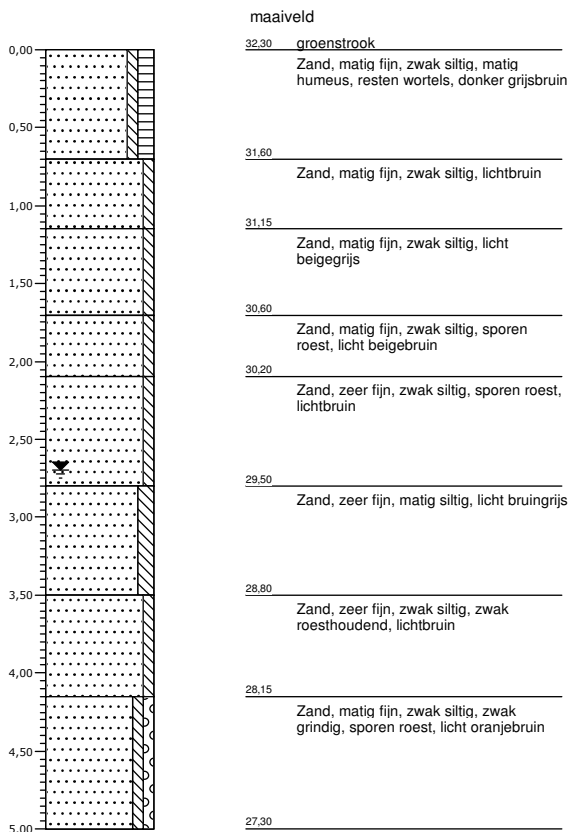 maaiveld
0,00
32,30 groenstrook
Zand, matig fijn, zwak siltig, matig
humeus, resten wortels, donker grijsbruin
0,50
31,60
Zand, matig fijn, zwak siltig, lichtbruin
1,00
31,15
Zand, matig fijn, zwak siltig, licht
beigegrijs
1,50
30,60
Zand, matig fijn, zwak siltig, sporen
roest, licht beigebruin
2,00
30,20
Zand, zeer fijn, zwak siltig, sporen roest,
lichtbruin
2,50
29,50
Zand, zeer fijn, matig siltig, licht bruingrijs
3,00
3,50
28,80
Zand, zeer fijn, zwak siltig, zwak
roesthoudend, lichtbruin
4,00
28,15
Zand, matig fijn, zwak siltig, zwak
grindig, sporen roest, licht oranjebruin
4,50
5,00
27,30